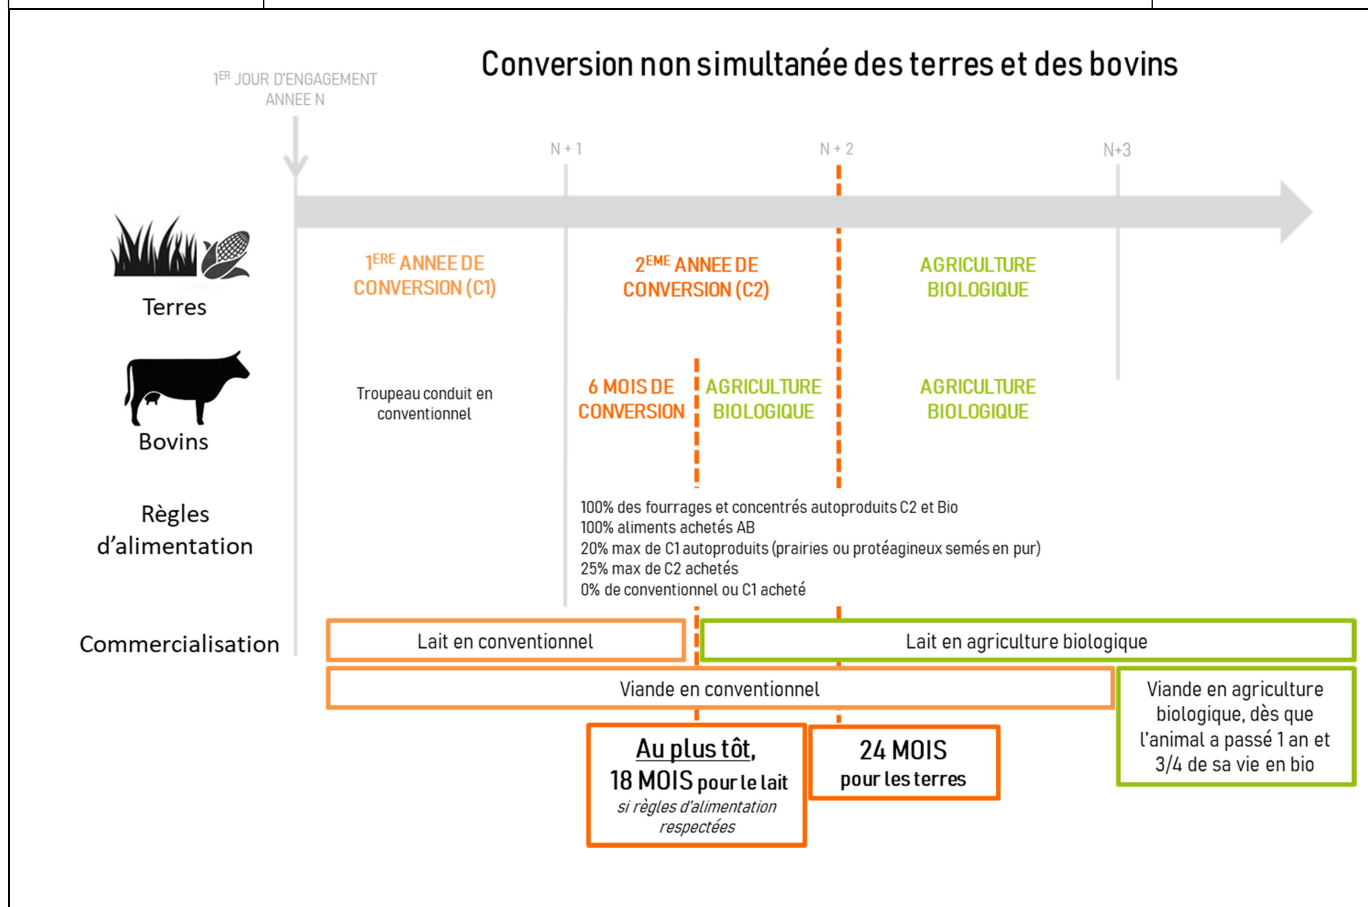 Conversion non simultanée des terres et des bovins
1ER JOUR D'ENGAGEMENT
ANNEE N
N + 1
N + 2
N+3
Terres
1ERE ANNEE DE
CONVERSION (C1)
2EME ANNEE DE
CONVERSION (C2)
AGRICULTURE
BIOLOGIQUE
Bovins
Troupeau conduit en
conventionnel
6 MOIS DE
CONVERSION
AGRICULTURE
BIOLOGIQUE
AGRICULTURE
BIOLOGIQUE
Règles
d'alimentation
100% des fourrages et concentrés autoproduits C2 et Bio
100% aliments achetés AB
20% max de C1 autoproduits (prairies ou protéagineux semés en pur)
25% max de C2 achetés
0% de conventionnel ou C1 acheté
Commercialisation
Lait en conventionnel
Lait en agriculture biologique
Viande en conventionnel
Viande en agriculture
biologique, dès que
l'animal a passé 1 an et
3/4 de sa vie en bio
Au plus tôt,
18 MOIS pour le lait
si règles d'alimentation
respectées
24 MOIS
pour les terres